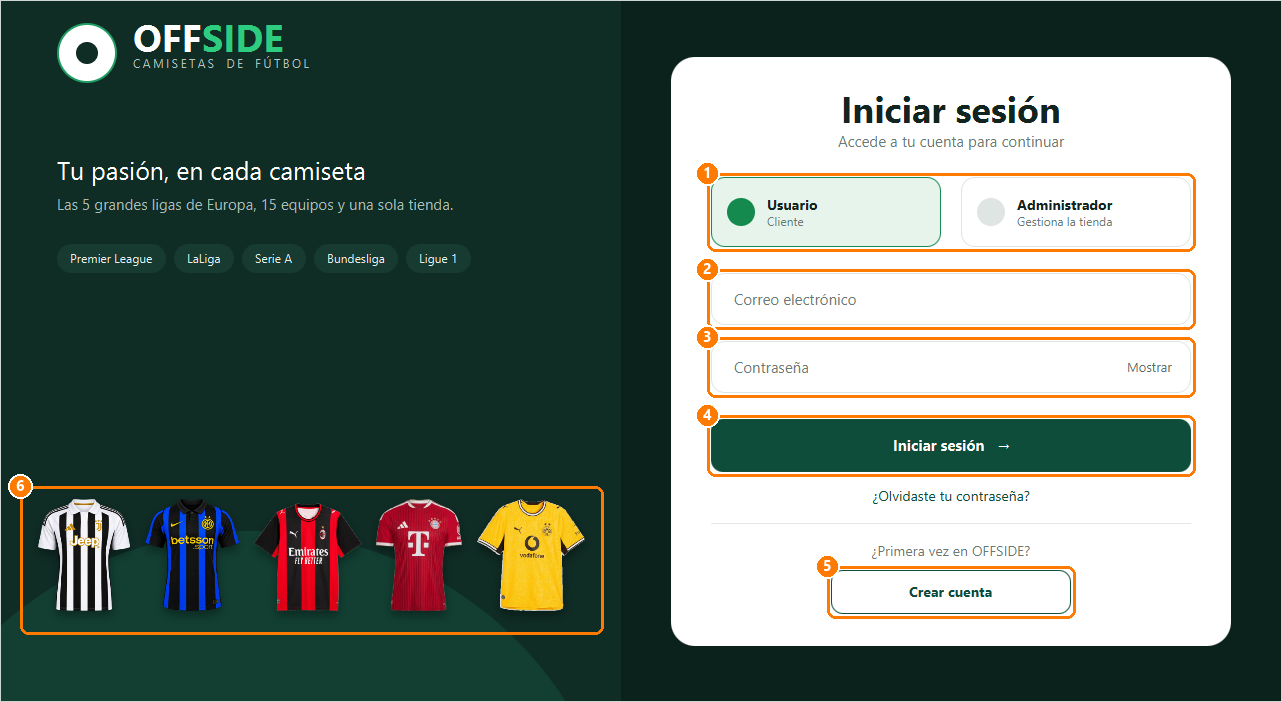 OFFSIDE
CAMISETAS DE FÚTBOL
Tu pasión, en cada camiseta
Las 5 grandes ligas de Europa, 15 equipos y una sola tienda.
Premier League
LaLiga
Serie A
Bundesliga
Ligue 1
6
Jeep
betsson
.sport
Emirates
FLY BETTER
T
vodafone
Iniciar sesión
Accede a tu cuenta para continuar
1
Usuario
Cliente
Administrador
Gestiona la tienda
2
Correo electrónico
3
Contraseña
Mostrar
4
Iniciar sesión →
¿Olvidaste tu contraseña?
¿Primera vez en OFFSIDE?
5
Crear cuenta